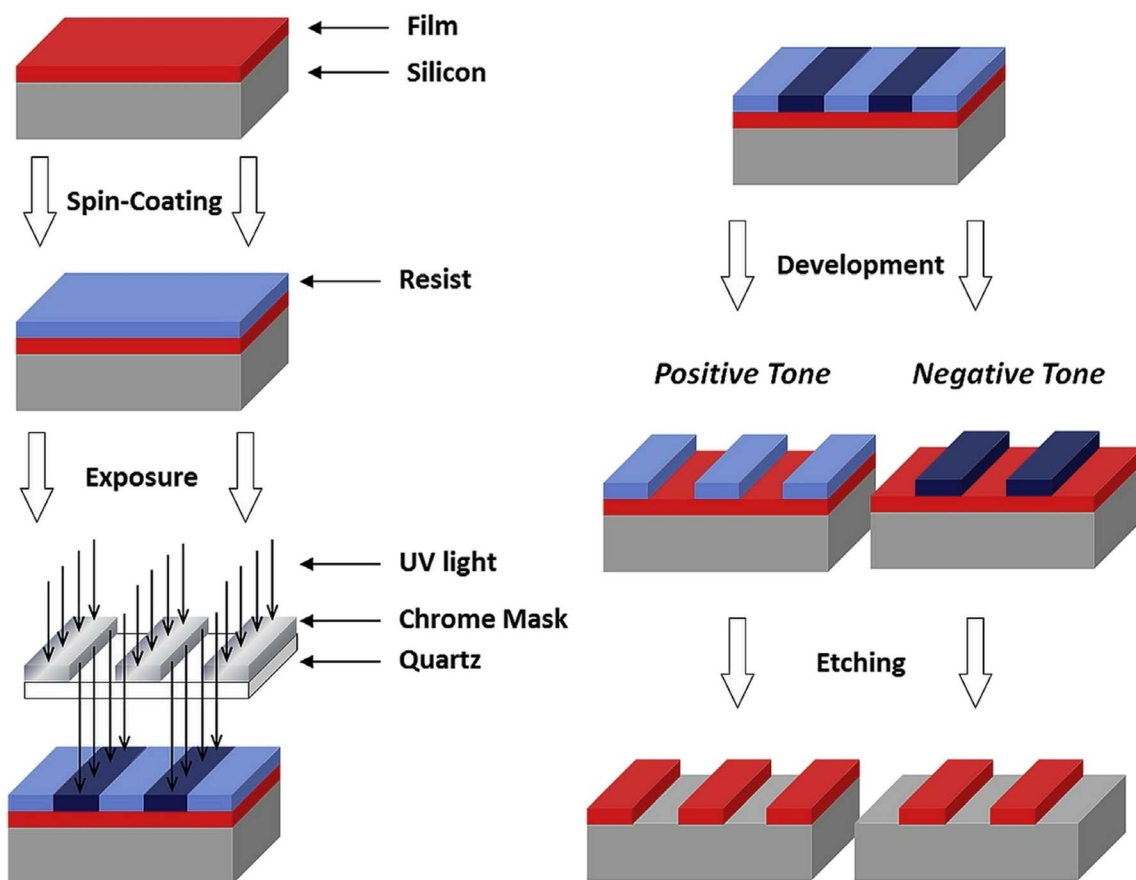 Film
Silicon
Spin-Coating
Resist
Exposure
UV light
Chrome Mask
Quartz
Development
Positive Tone
Negative Tone
Etching